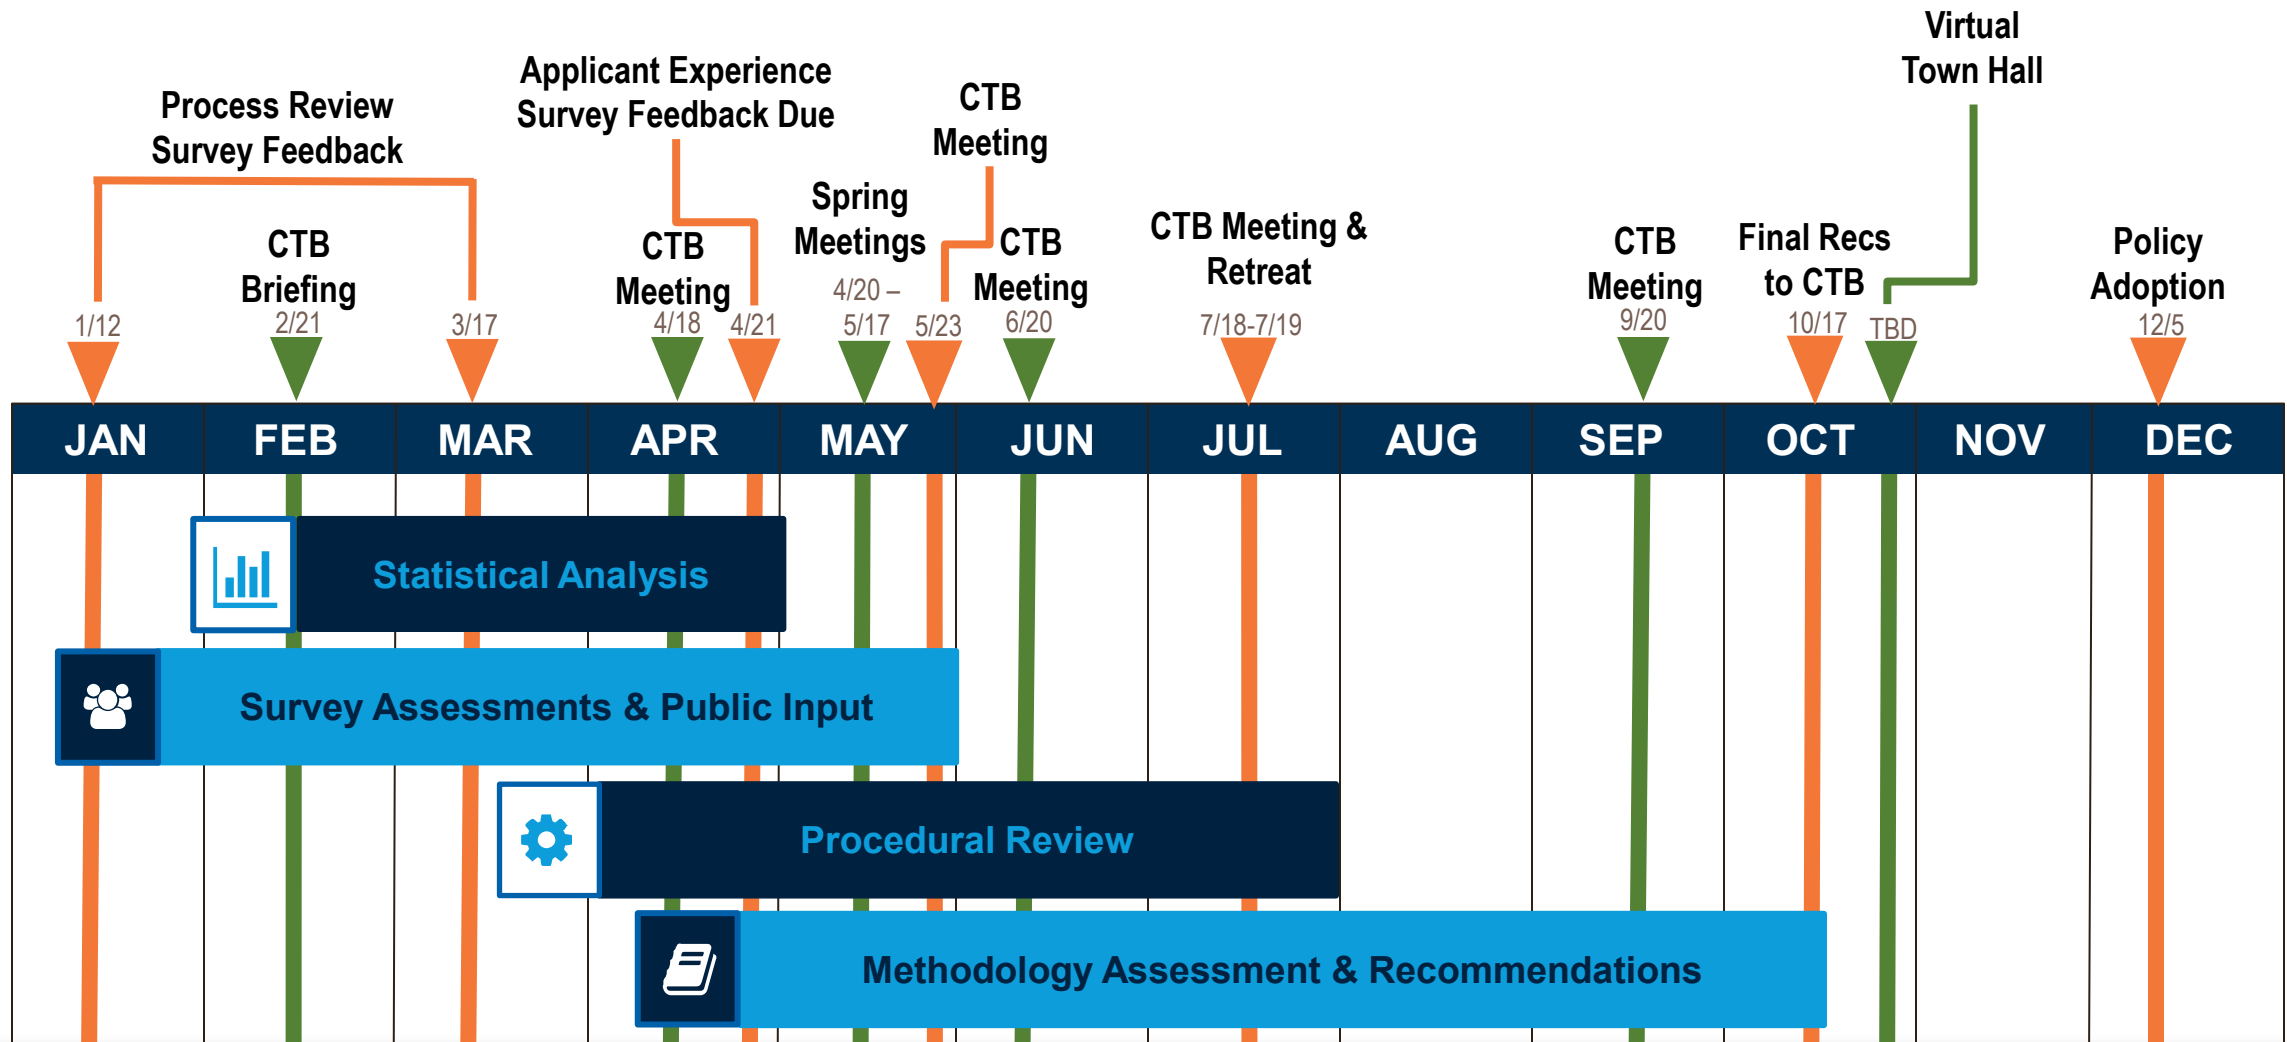 Virtual
Town Hall
Applicant Experience
Survey Feedback Due
CTB
Meeting
Process Review
Survey Feedback
Spring
Meetings
4/20 –
5/17
CTB Meeting &
Retreat
7/18-7/19
CTB
Briefing
2/21
CTB
Meeting
4/18
CTB
Meeting
6/20
CTB
Meeting
9/20
Final Recs
to CTB
10/17
Policy
Adoption
12/5
1/12
3/17
4/21
5/23
TBD
JAN
FEB
MAR
APR
MAY
JUN
JUL
AUG
SEP
OCT
NOV
DEC
Statistical Analysis
Survey Assessments & Public Input
Procedural Review
Methodology Assessment & Recommendations